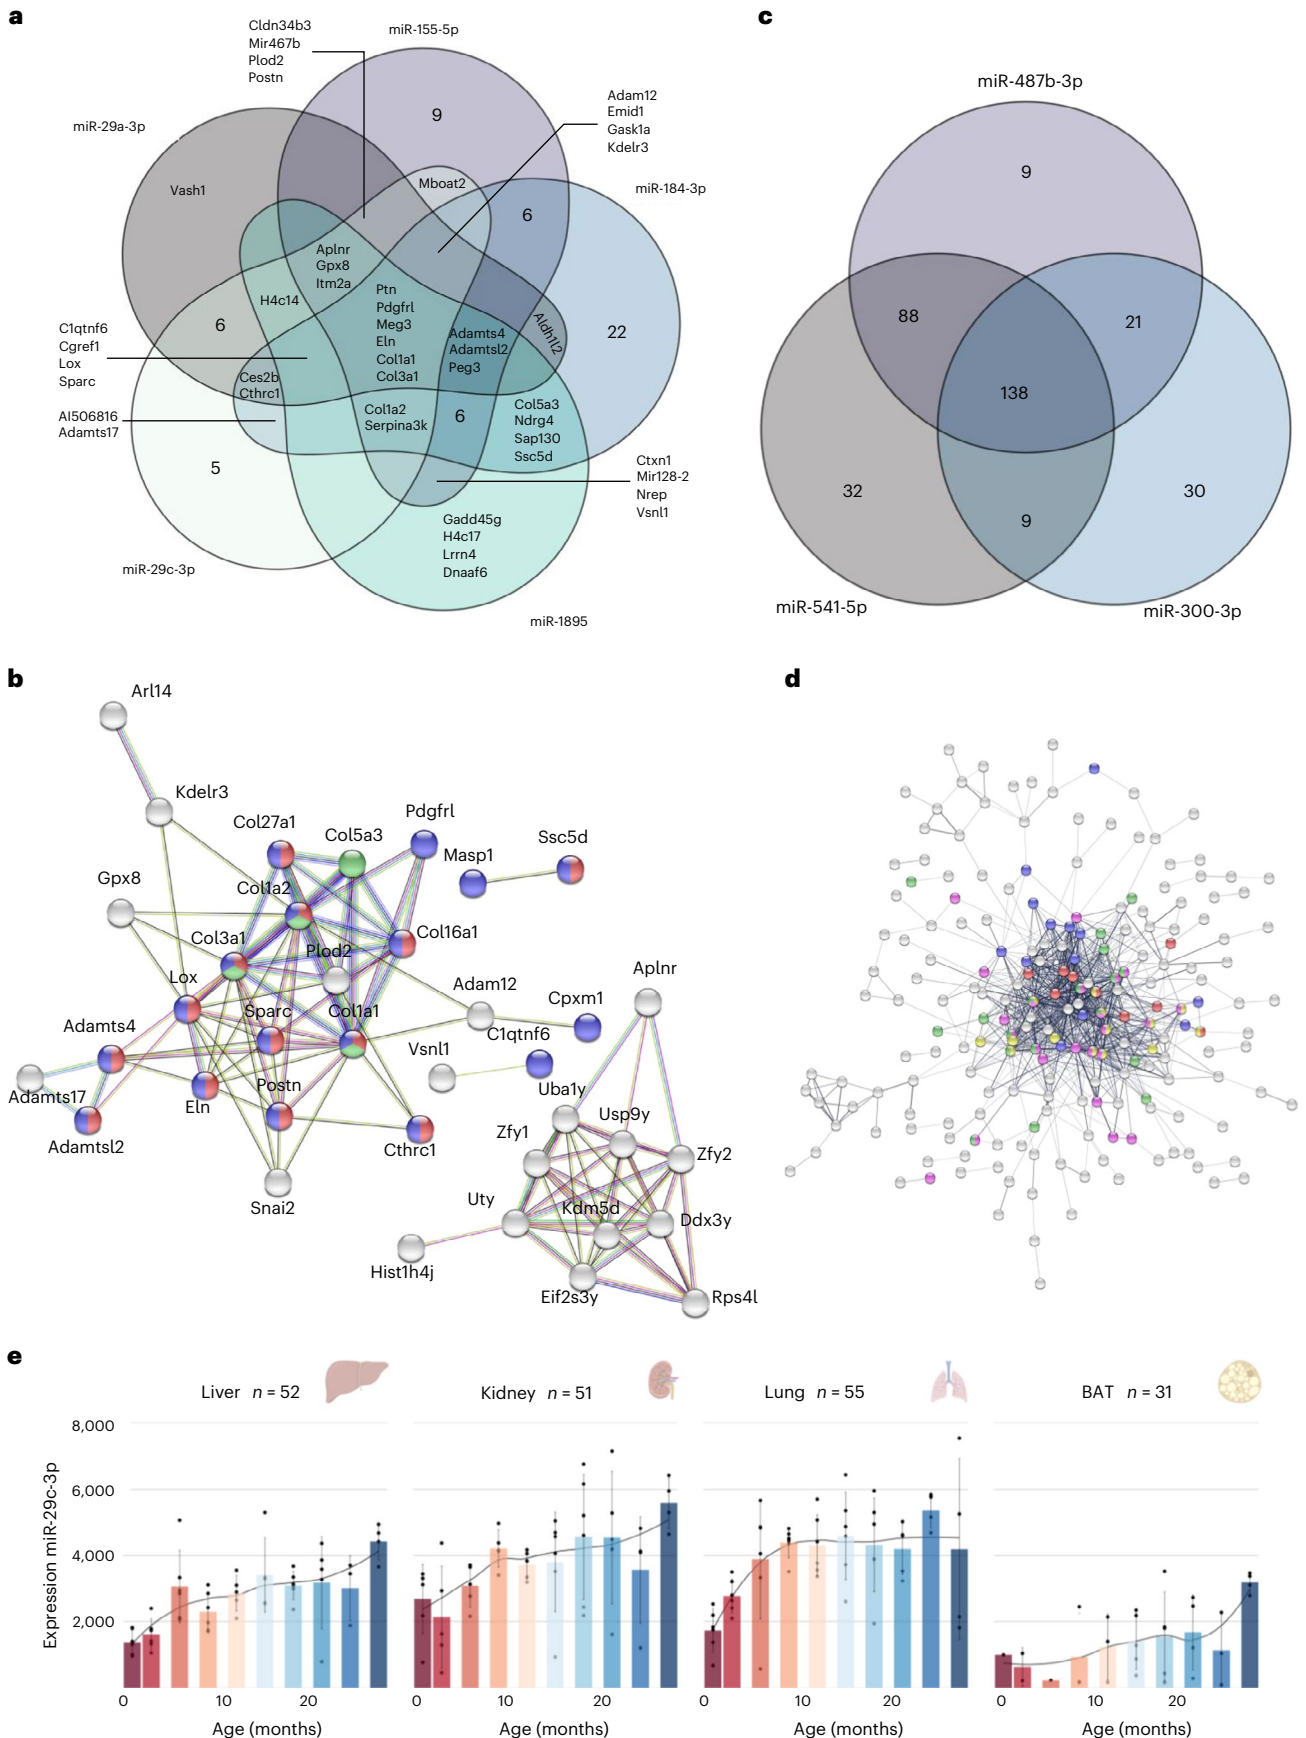 a
Cldn34b3
Mir467b
Plod2
Postn
miR-155-5p
9
Adam12
Emid1
Gask1a
Kdelr3
miR-29a-3p
Vash1
Mboat2
miR-184-3p
6
Aplnr
Gpx8
Itm2a
H4c14
Ptn
Pdgfrl
Meg3
Eln
Col1a1
Col3a1
Adamts4
Adamtsl2
Peg3
Aldh1l2
22
6
C1qtnf6
Cgref1
Lox
Sparc
Ces2b
Cthrc1
AI506816
Adamts17
Col1a2
Serpina3k
6
Col5a3
Ndrg4
Sap130
Ssc5d
5
Ctxn1
Mir128-2
Nrep
Vsnl1
Gadd45g
H4c17
Lrrn4
Dnaaf6
miR-29c-3p
miR-1895
c
miR-487b-3p
9
88
21
138
32
30
9
miR-541-5p
miR-300-3p
b
Arl14
Kdelr3
Col27a1
Col5a3
Pdgfrl
Masp1
Ssc5d
Gpx8
Col1a2
Col3a1
Plod2
Col16a1
Lox
Adam12
Aplnr
Sparc
Col1a1
Cpxm1
Adamts4
C1qtnf6
Vsnl1
Adamts17
Eln
Postn
Uba1y
Usp9y
Adamtsl2
Cthrc1
Zfy1
Zfy2
Snai2
Uty
Kdm5d
Ddx3y
Hist1h4j
Eif2s3y
Rps4l
d
e
Liver n = 52
Kidney n = 51
Lung n = 55
BAT n = 31
Expression miR-29c-3p
8,000
6,000
4,000
2,000
0 10 20
0 10 20
0 10 20
0 10 20
Age (months)
Age (months)
Age (months)
Age (months)